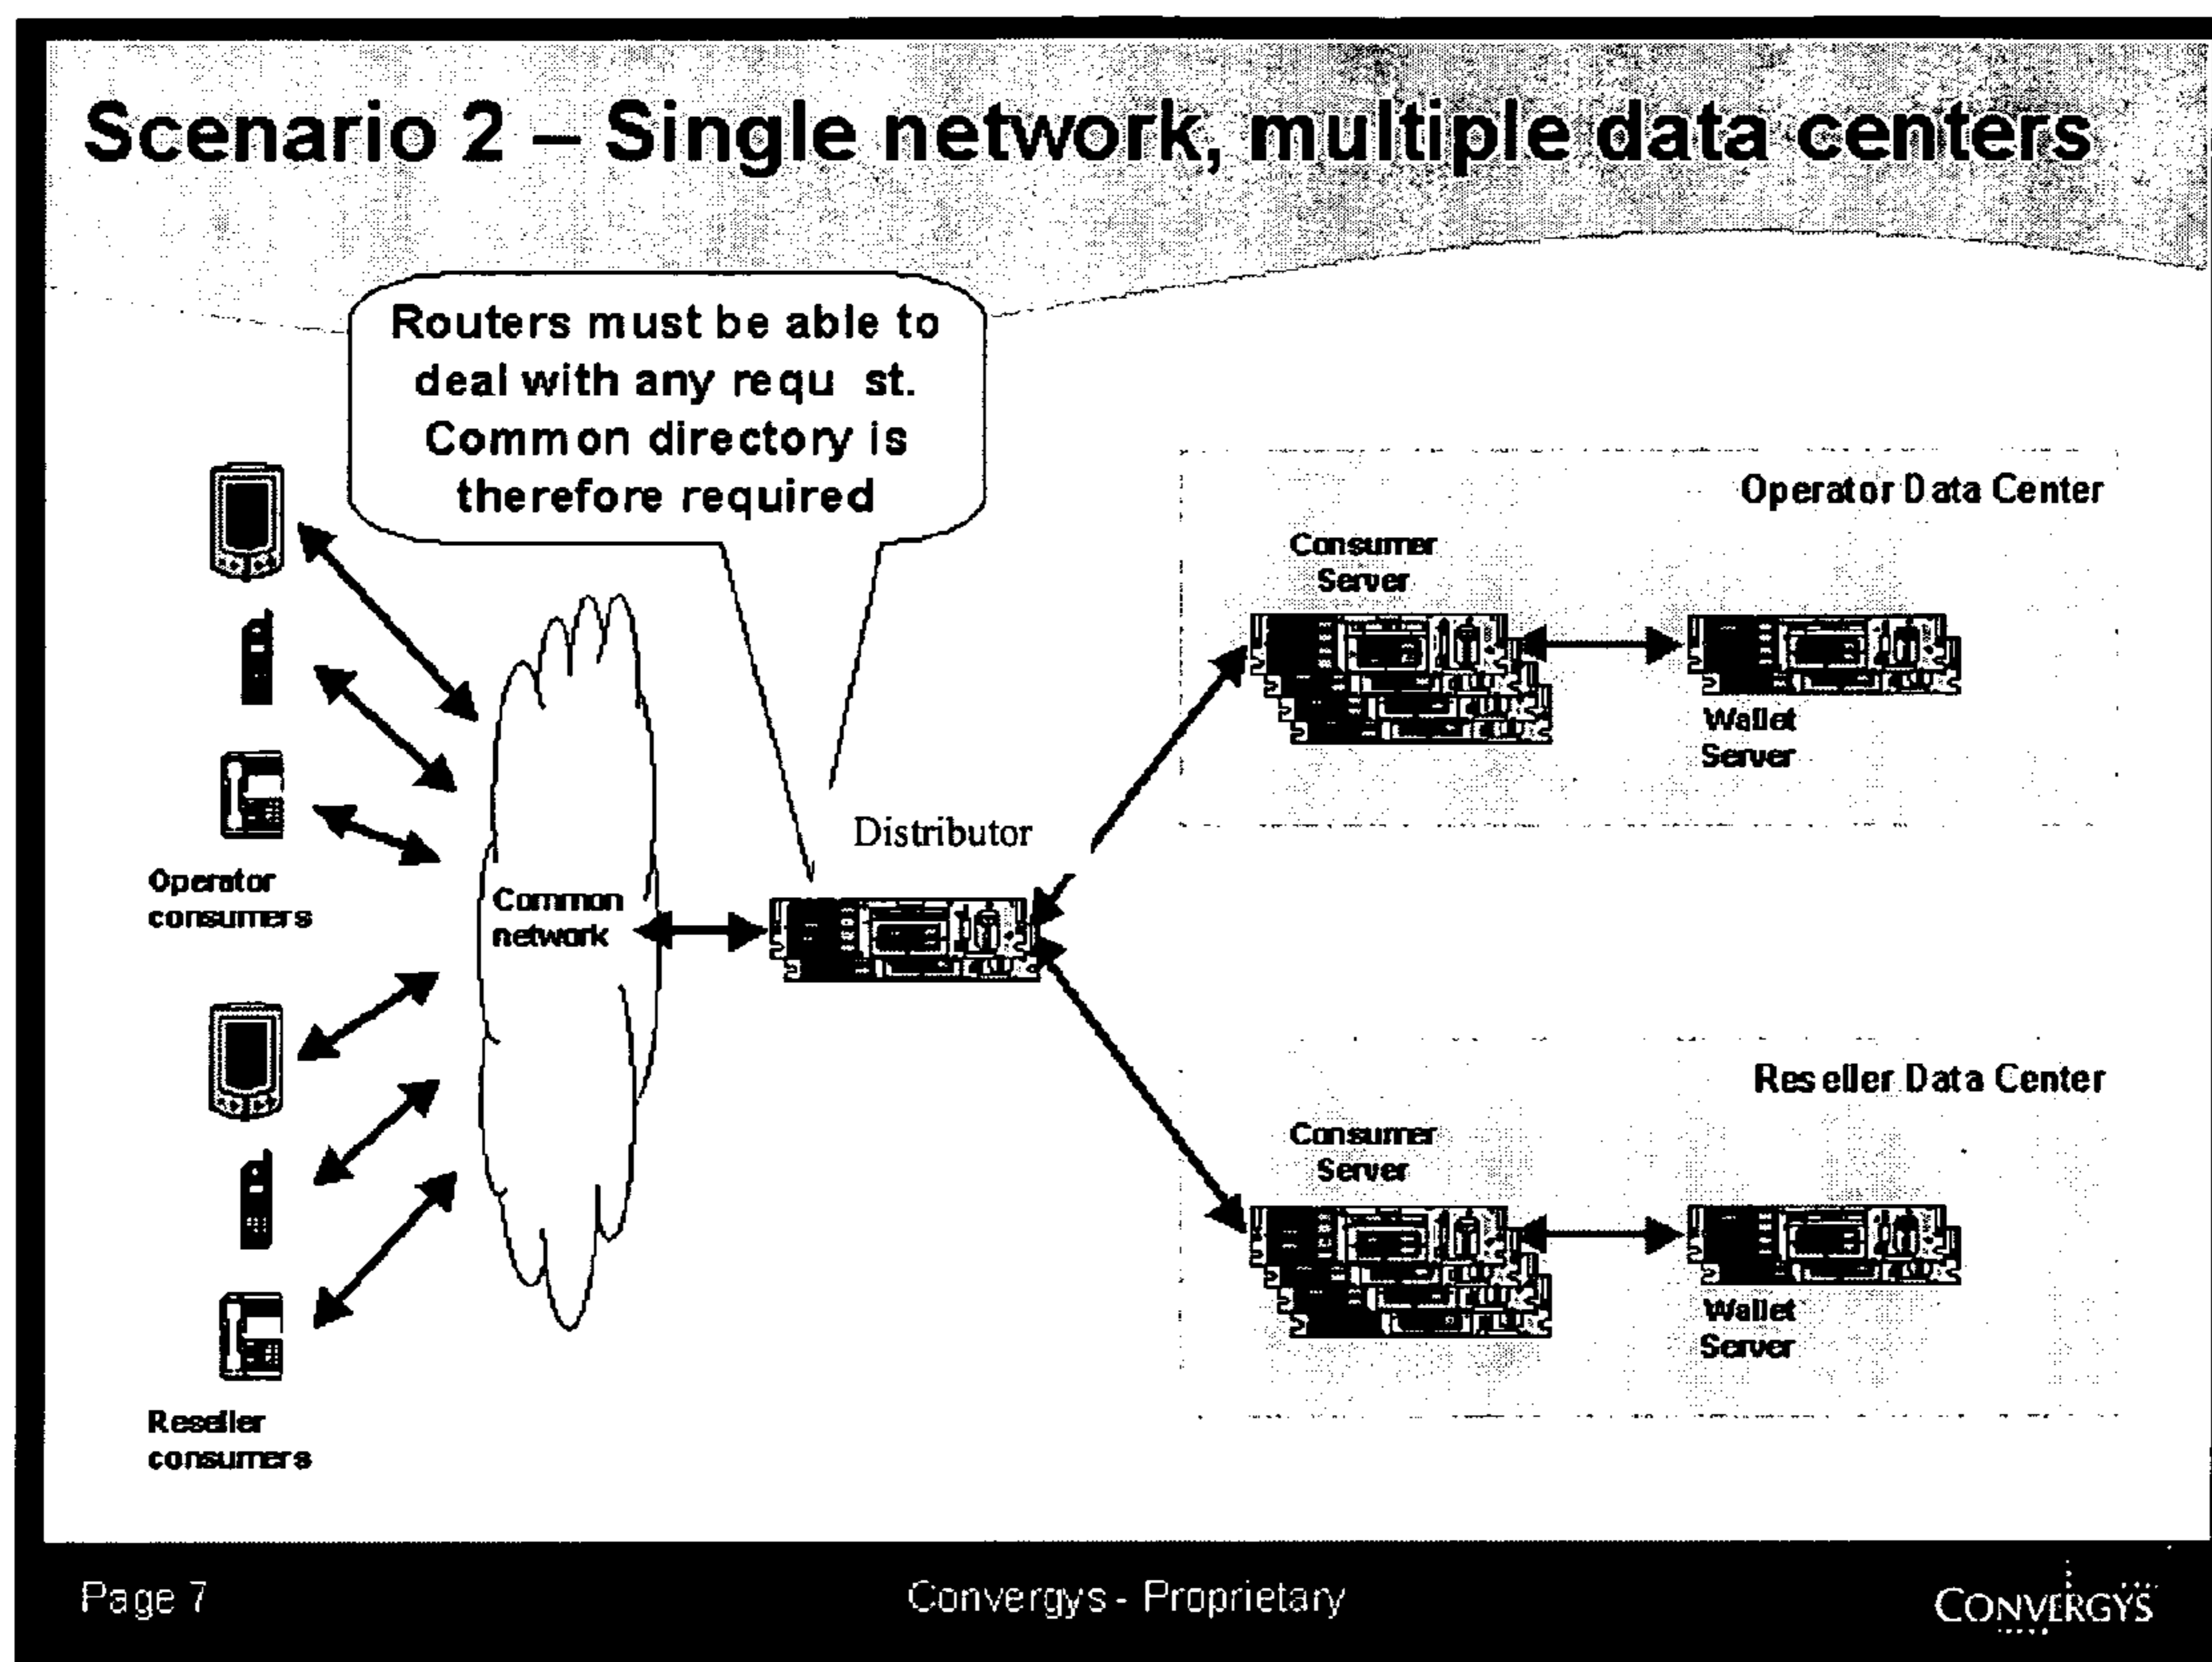 Scenario 2 – Single network, multiple data centers
Routers must be able to
deal with any requ st.
Common directory is
therefore required
Operator Data Center
Consumer
Server
Wallet
Server
Distributor
Operator
consumers
Common
network
Reseller Data Center
Consumer
Server
Wallet
Server
Reseller
consumers
Page 7
Convergys - Proprietary
CONVERGYS